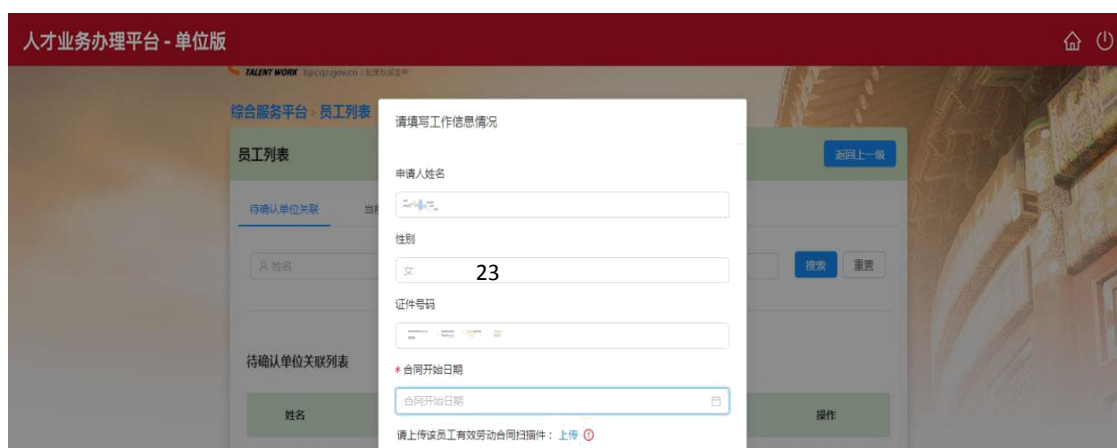 人才业务办理平台 - 单位版
TALENT WORK
综合服务平台 > 员工列表
员工列表
返回上一级
待确认单位关联
姓名
搜索
重置
待确认单位关联列表
姓名
操作
请填写工作信息情况
申请人姓名
性别
女
23
证件号码
* 合同开始日期
合同开始日期
请上传该员工有效劳动合同扫描件： 上传